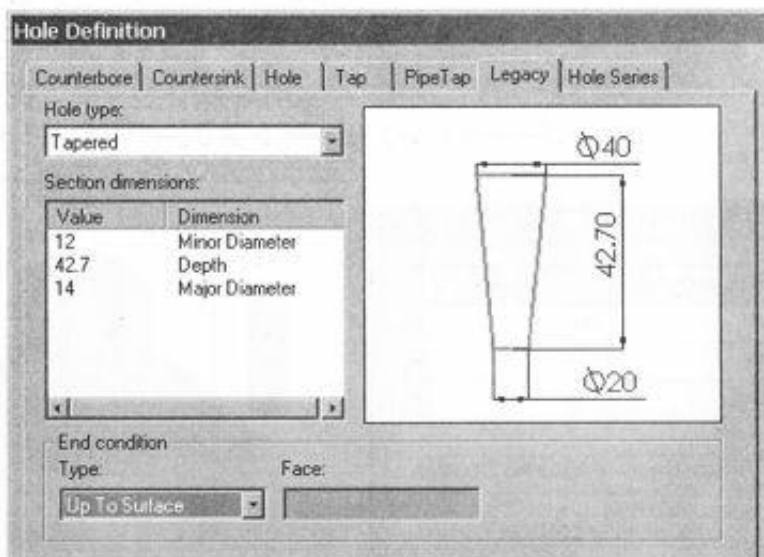 Hole Definition
Counterbore Countersink Hole Tap PipeTap Legacy Hole Series
Hole type:
Tapered
Section dimensions:
Value Dimension
12 Minor Diameter
42.7 Depth
14 Major Diameter
Ø40
42.70
Ø20
End condition
Type: Face:
Up To Surface